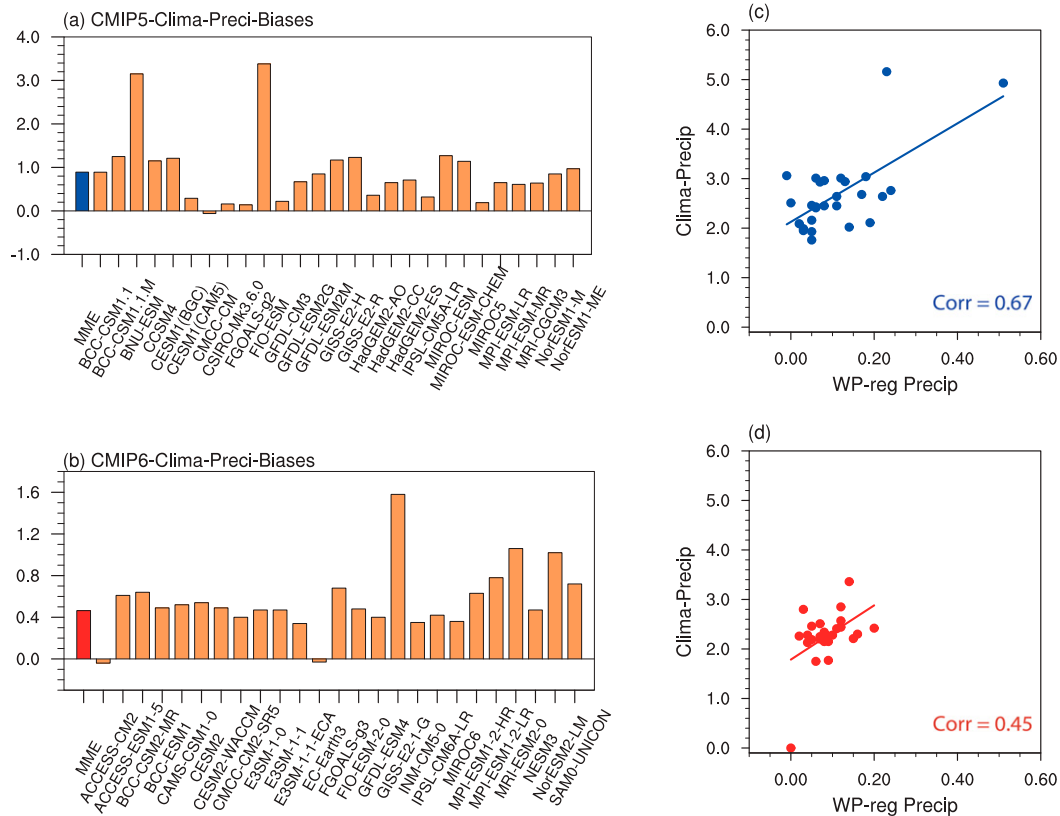 (a) CMIP5-Clima-Preci-Biases
4.0
3.0
2.0
1.0
0.0
-1.0
MME
BCC-CSM1.1
BCC-CSM1-1.M
BNU-ESM
CCSM4
CESM1(BGC)
CESM1(CAM5)
CMCC-CM
CSIRO-Mk3.6.0
FGOALS-g2
FIO-ESM
GFDL-CM3
GFDL-ESM2G
GFDL-ESM2M
GISS-E2-H
GISS-E2-R
HadGEM2-AO
HadGEM2-CC
HadGEM2-ES
IPSL-CM5A-LR
MIROC-ESM
MIROC-ESM-CHEM
MIROC5
MPI-ESM-LR
MPI-ESM-MR
MRI-CGCM3
NorESM1-M
NorESM1-ME
(c)
6.0
5.0
4.0
3.0
2.0
1.0
0.0
Clima-Precip
Corr = 0.67
0.00
0.20
0.40
0.60
WP-reg Precip
(b) CMIP6-Clima-Preci-Biases
1.6
1.2
0.8
0.4
0.0
MME
ACCESS-CM2
ACCESS-ESM1-5
BCC-CSM2-MR
BCC-ESM1
CAMS-CSM1-0
CESM2
CESM2-WACCM
CMCC-CM2-SR5
E3SM-1-0
E3SM-1-1
E3SM-1-1-ECA
EC-Earth3
FGOALS-g3
FIO-ESM-2-0
GFDL-ESM4
GISS-E2-1-G
INM-CM5-0
IPSL-CM6A-LR
MIROC6
MPI-ESM1-2-HR
MPI-ESM1-2-LR
MRI-ESM2-0
NESM3
NorESM2-LM
SAM0-UNICON
(d)
6.0
5.0
4.0
3.0
2.0
1.0
0.0
Clima-Precip
Corr = 0.45
0.00
0.20
0.40
0.60
WP-reg Precip